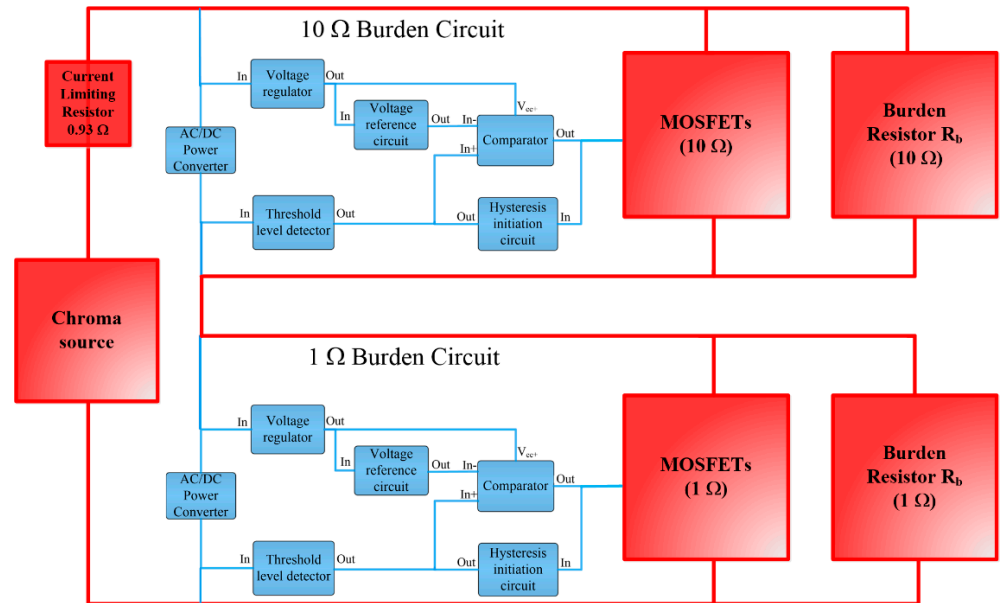 10 Ω Burden Circuit
Current
Limiting
Resistor
0.93 Ω
In
Voltage
regulator
Out
In
Voltage
reference
circuit
Out
In-
Vcc+
In+
Comparator
Out
AC/DC
Power
Converter
In
Threshold
level detector
Out
Out
Hysteresis
initiation
circuit
In
MOSFETs
(10 Ω)
Burden
Resistor Rb
(10 Ω)
Chroma
source
1 Ω Burden Circuit
In
Voltage
regulator
Out
In
Voltage
reference
circuit
Out
In-
Vcc+
In+
Comparator
Out
AC/DC
Power
Converter
In
Threshold
level detector
Out
Out
Hysteresis
initiation
circuit
In
MOSFETs
(1 Ω)
Burden
Resistor Rb
(1 Ω)